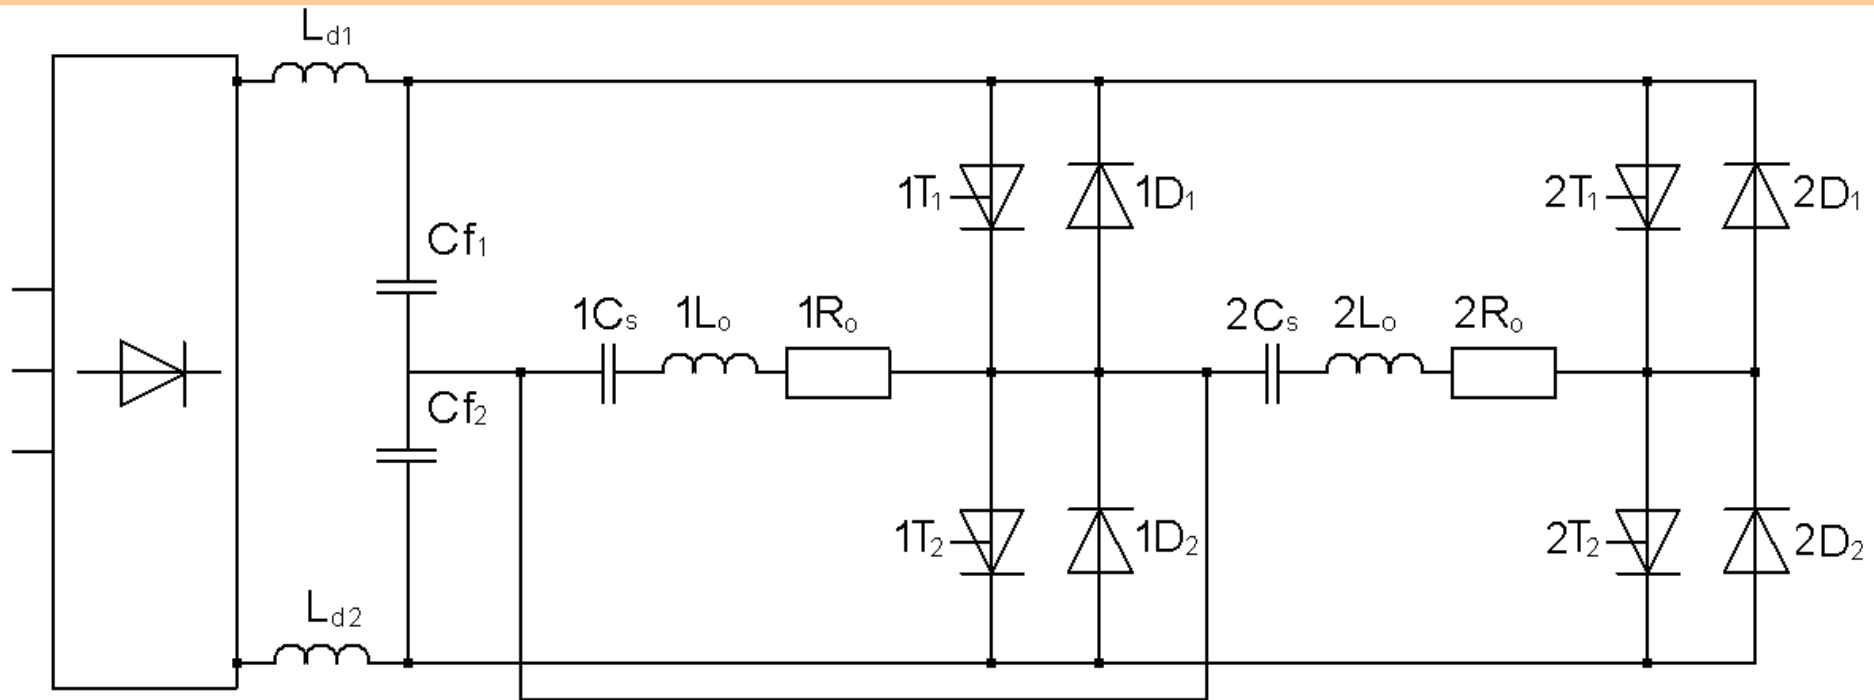 Ld1
1T1
1D1
2T1
2D1
Cf1
1Cs
1Lo
1Ro
2Cs
2Lo
2Ro
Cf2
1T2
1D2
2T2
2D2
Ld2